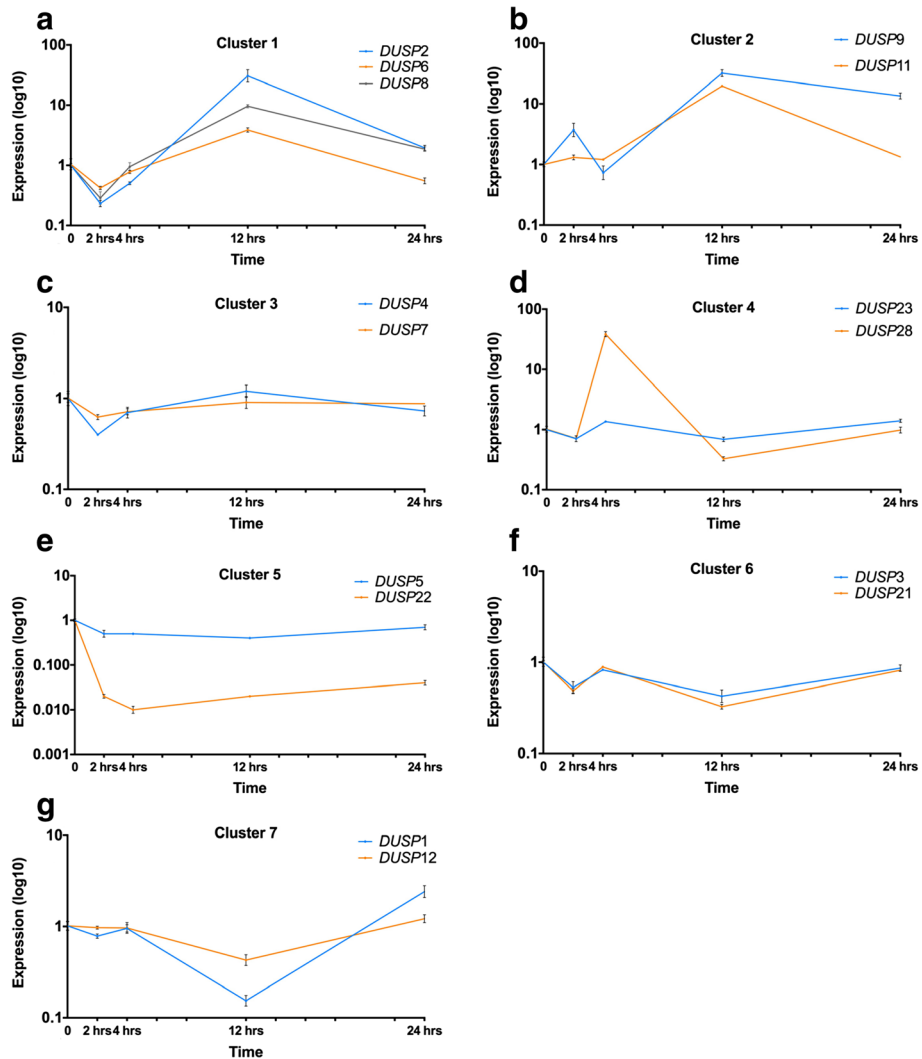 a
Cluster 1
DUSP2
DUSP6
DUSP8
Expression (log10)
100
10
1
0.1
0 2 hrs 4 hrs 12 hrs 24 hrs
Time
b
Cluster 2
DUSP9
DUSP11
Expression (log10)
100
10
1
0.1
0 2 hrs 4 hrs 12 hrs 24 hrs
Time
c
Cluster 3
DUSP4
DUSP7
Expression (log10)
10
1
0.1
0 2 hrs 4 hrs 12 hrs 24 hrs
Time
d
Cluster 4
DUSP23
DUSP28
Expression (log10)
100
10
1
0.1
0 2 hrs 4 hrs 12 hrs 24 hrs
Time
e
Cluster 5
DUSP5
DUSP22
Expression (log10)
10
1
0.100
0.010
0.001
0 2 hrs 4 hrs 12 hrs 24 hrs
Time
f
Cluster 6
DUSP3
DUSP21
Expression (log10)
10
1
0.1
0 2 hrs 4 hrs 12 hrs 24 hrs
Time
g
Cluster 7
DUSP1
DUSP12
Expression (log10)
10
1
0.1
0 2 hrs 4 hrs 12 hrs 24 hrs
Time